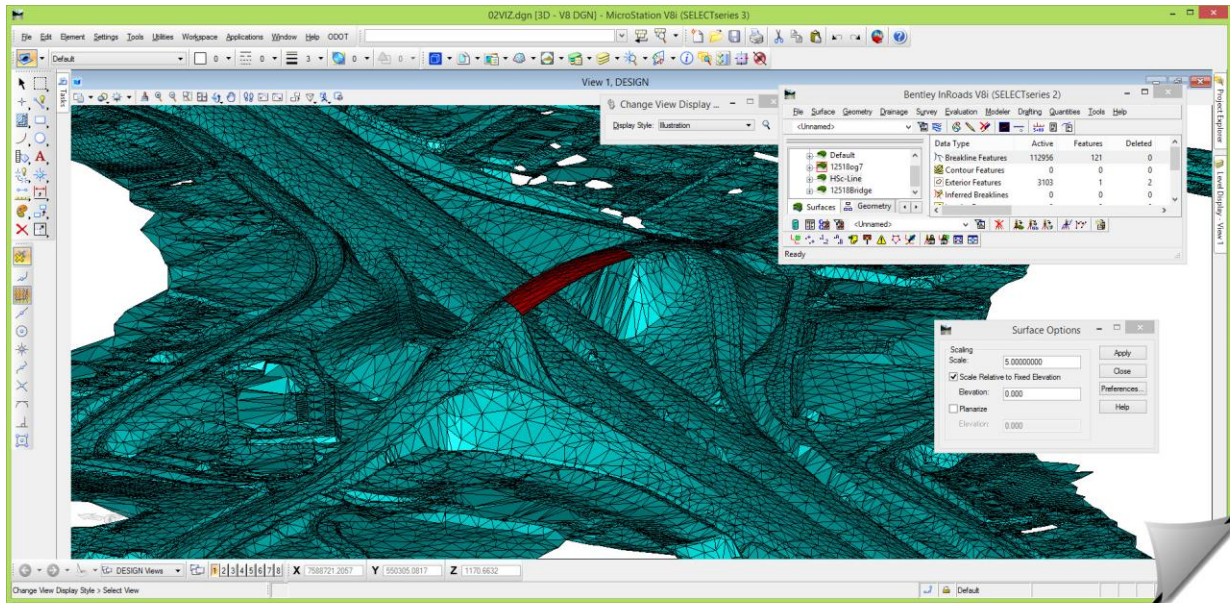 02VIZ.dgn [3D - V8 DGN] - MicroStation V8i (SELECTseries 3)
File Edit Element Settings Tools Utilities Workspace Applications Window Help ODOT
Default 0 0 3 0 0
View 1, DESIGN
Tasks
Change View Display ...
Display Style: Illustration
Bentley InRoads V8i (SELECTseries 2)
File Surface Geometry Drainage Survey Evaluation Modeler Drafting Quantities Tools Help
<Unnamed>
Default
12518og7
HSc-Line
12518Bridge
Surfaces Geometry
Data Type Active Features Deleted
Breakline Features 112956 121 0
Contour Features 0 0 0
Exterior Features 3103 1 2
Inferred Breaklines 0 0 0
<Unnamed>
Ready
Project Explorer
Level Display - View 1
Surface Options
Scaling
Scale: 5.00000000
Scale Relative to Fixed Elevation
Elevation: 0.000
Planarize
Elevation: 0.000
Apply
Close
Preferences...
Help
DESIGN Views 1 2 3 4 5 6 7 8 X 7588721.2057 Y 550305.0817 Z 1170.6632
Change View Display Style > Select View
Default